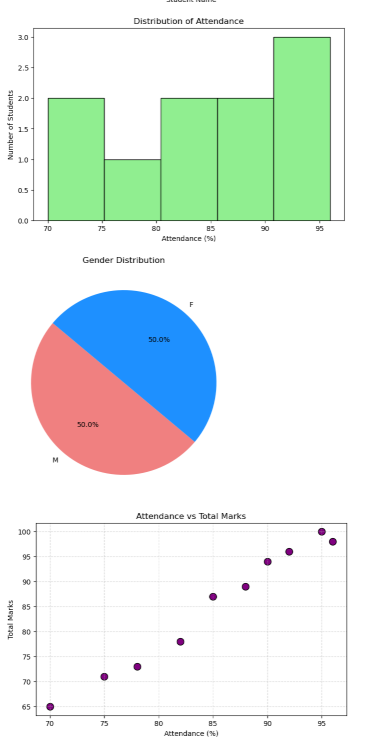 Student Name
Distribution of Attendance
3.0
2.5
2.0
1.5
1.0
0.5
0.0
Number of Students
70 75 80 85 90 95
Attendance (%)
Gender Distribution
F
50.0%
50.0%
M
Attendance vs Total Marks
100
95
90
85
80
75
70
65
Total Marks
70 75 80 85 90 95
Attendance (%)